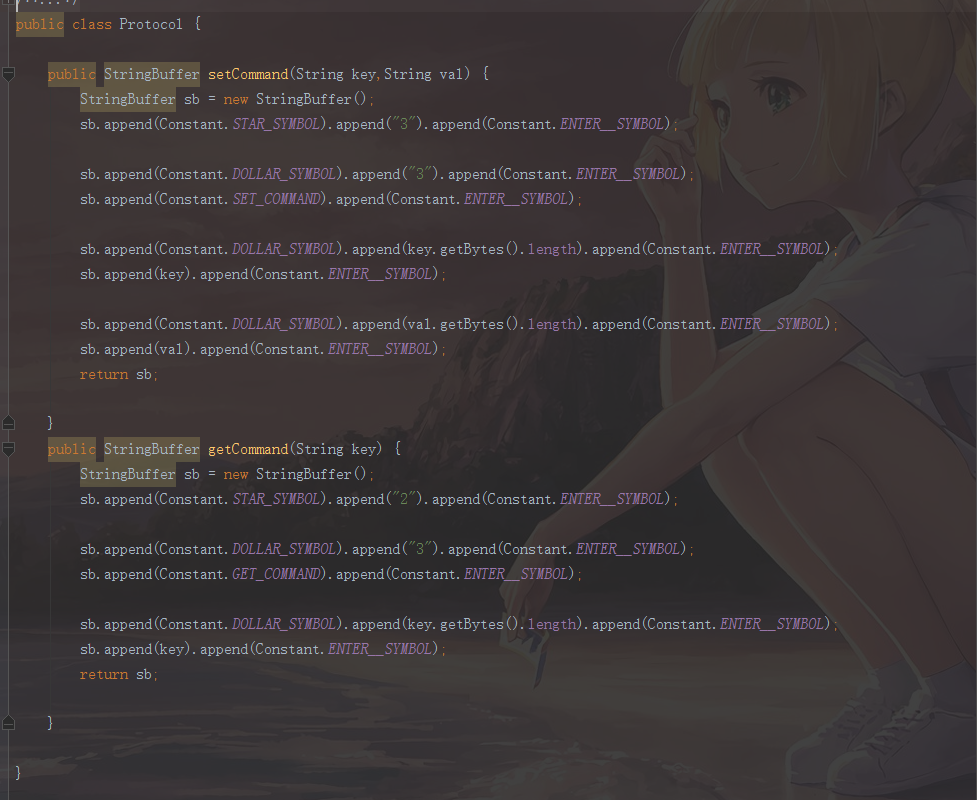 public class Protocol {
public StringBuffer setCommand(String key,String val) {
StringBuffer sb = new StringBuffer();
sb.append(Constant.STAR_SYMBOL).append("3").append(Constant.ENTER__SYMBOL);
sb.append(Constant.DOLLAR_SYMBOL).append("3").append(Constant.ENTER__SYMBOL);
sb.append(Constant.SET_COMMAND).append(Constant.ENTER__SYMBOL);
sb.append(Constant.DOLLAR_SYMBOL).append(key.getBytes().length).append(Constant.ENTER__SYMBOL);
sb.append(key).append(Constant.ENTER__SYMBOL);
sb.append(Constant.DOLLAR_SYMBOL).append(val.getBytes().length).append(Constant.ENTER__SYMBOL);
sb.append(val).append(Constant.ENTER__SYMBOL);
return sb;
}
public StringBuffer getCommand(String key) {
StringBuffer sb = new StringBuffer();
sb.append(Constant.STAR_SYMBOL).append("2").append(Constant.ENTER__SYMBOL);
sb.append(Constant.DOLLAR_SYMBOL).append("3").append(Constant.ENTER__SYMBOL);
sb.append(Constant.GET_COMMAND).append(Constant.ENTER__SYMBOL);
sb.append(Constant.DOLLAR_SYMBOL).append(key.getBytes().length).append(Constant.ENTER__SYMBOL);
sb.append(key).append(Constant.ENTER__SYMBOL);
return sb;
}
}